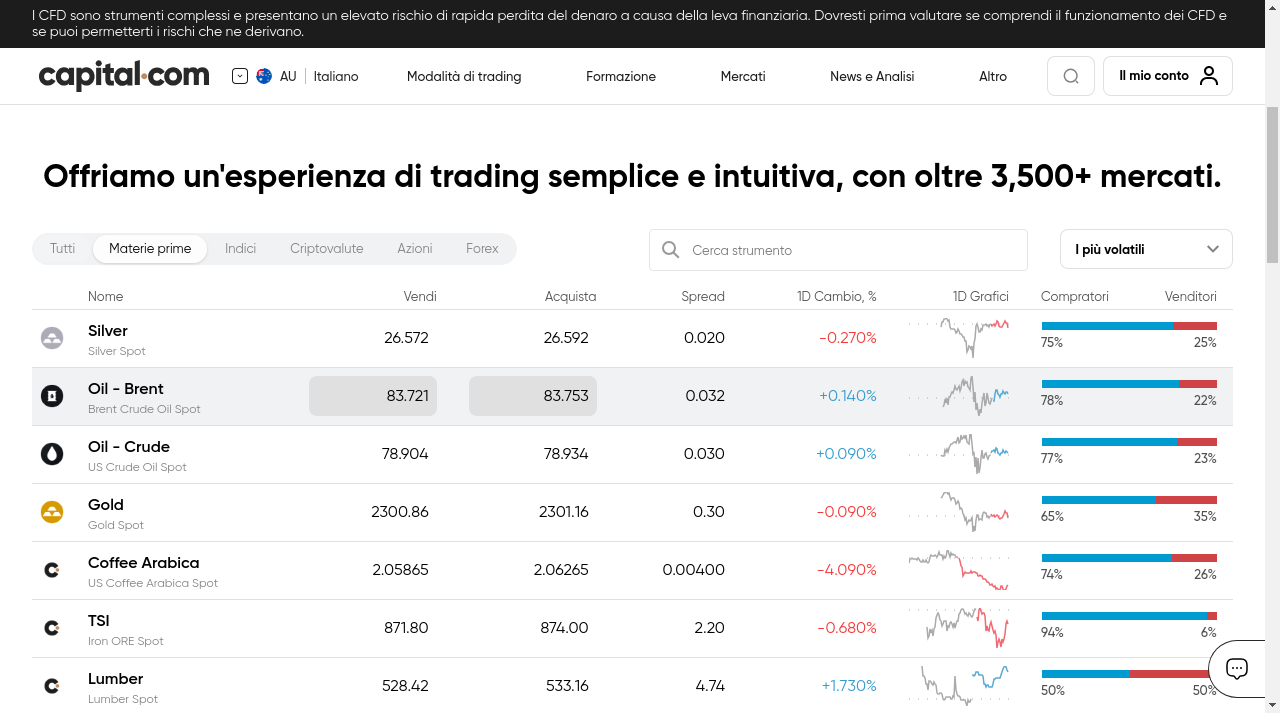 I CFD sono strumenti complessi e presentano un elevato rischio di rapida perdita del denaro a causa della leva finanziaria. Dovresti prima valutare se comprendi il funzionamento dei CFD e
se puoi permetterti i rischi che ne derivano.
capital.com AU Italiano Modalità di trading Formazione Mercati News e Analisi Altro Il mio conto
Offriamo un'esperienza di trading semplice e intuitiva, con oltre 3,500+ mercati.
Tutti Materie prime Indici Criptovalute Azioni Forex Cerca strumento I più volatili
Nome Vendi Acquista Spread 1D Cambio, % 1D Grafici Compratori Venditori
Silver 26.572 26.592 0.020 -0.270% 75% 25%
Silver Spot
Oil - Brent 83.721 83.753 0.032 +0.140% 78% 22%
Brent Crude Oil Spot
Oil - Crude 78.904 78.934 0.030 +0.090% 77% 23%
US Crude Oil Spot
Gold 2300.86 2301.16 0.30 -0.090% 65% 35%
Gold Spot
Coffee Arabica 2.05865 2.06265 0.00400 -4.090% 74% 26%
US Coffee Arabica Spot
TSI 871.80 874.00 2.20 -0.680% 94% 6%
Iron ORE Spot
Lumber 528.42 533.16 4.74 +1.730% 50% 50%
Lumber Spot